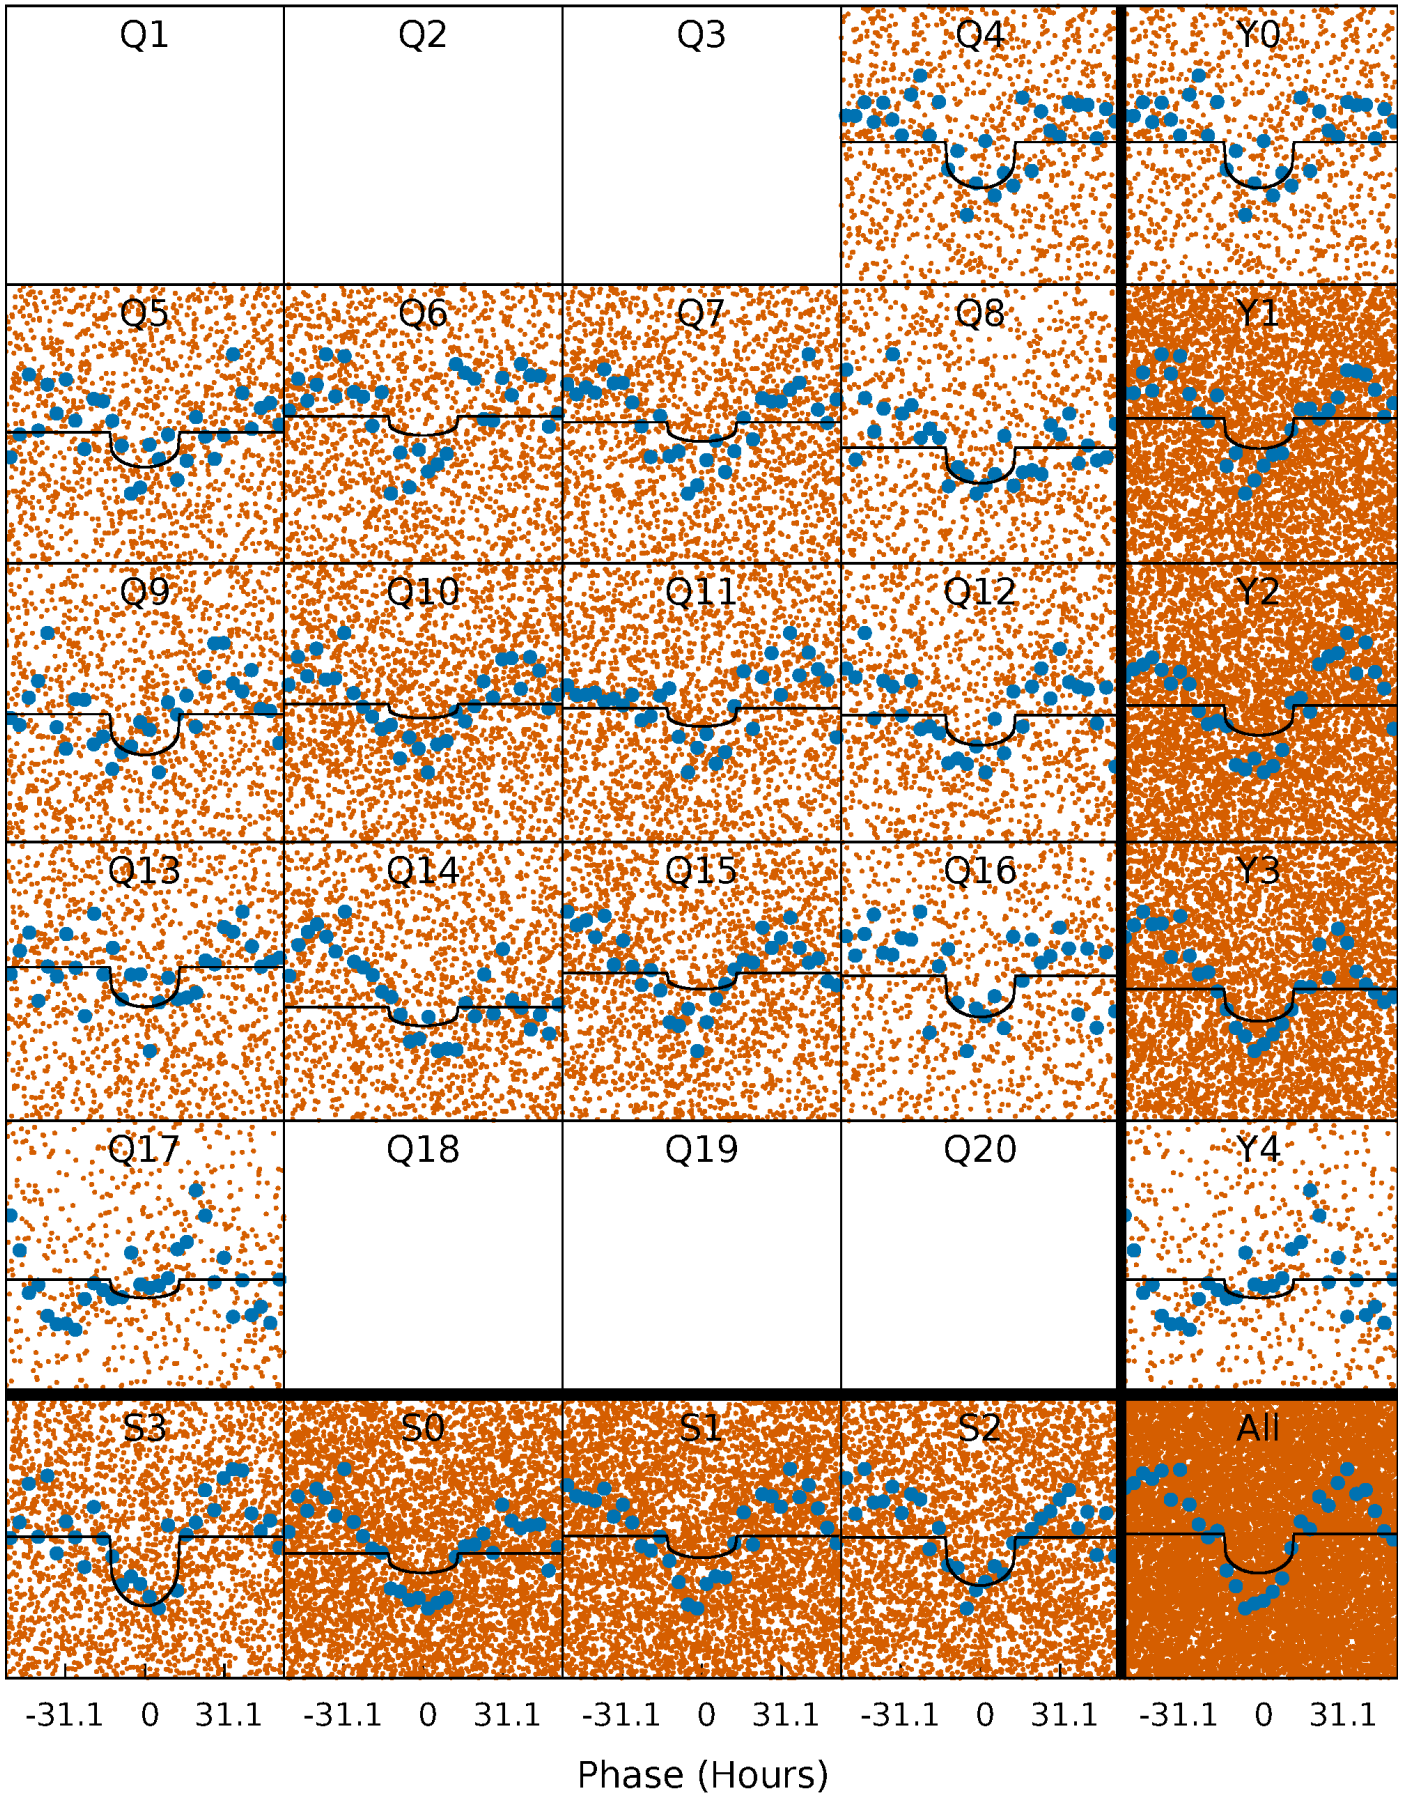 Q1 Q2 Q3 Q4 Y0
Q5 Q6 Q7 Q8 Y1
Q9 Q10 Q11 Q12 Y2
Q13 Q14 Q15 Q16 Y3
Q17 Q18 Q19 Q20 Y4
S3 S0 S1 S2 All
-31.1 0 31.1 -31.1 0 31.1 -31.1 0 31.1 -31.1 0 31.1 -31.1 0 31.1
Phase (Hours)